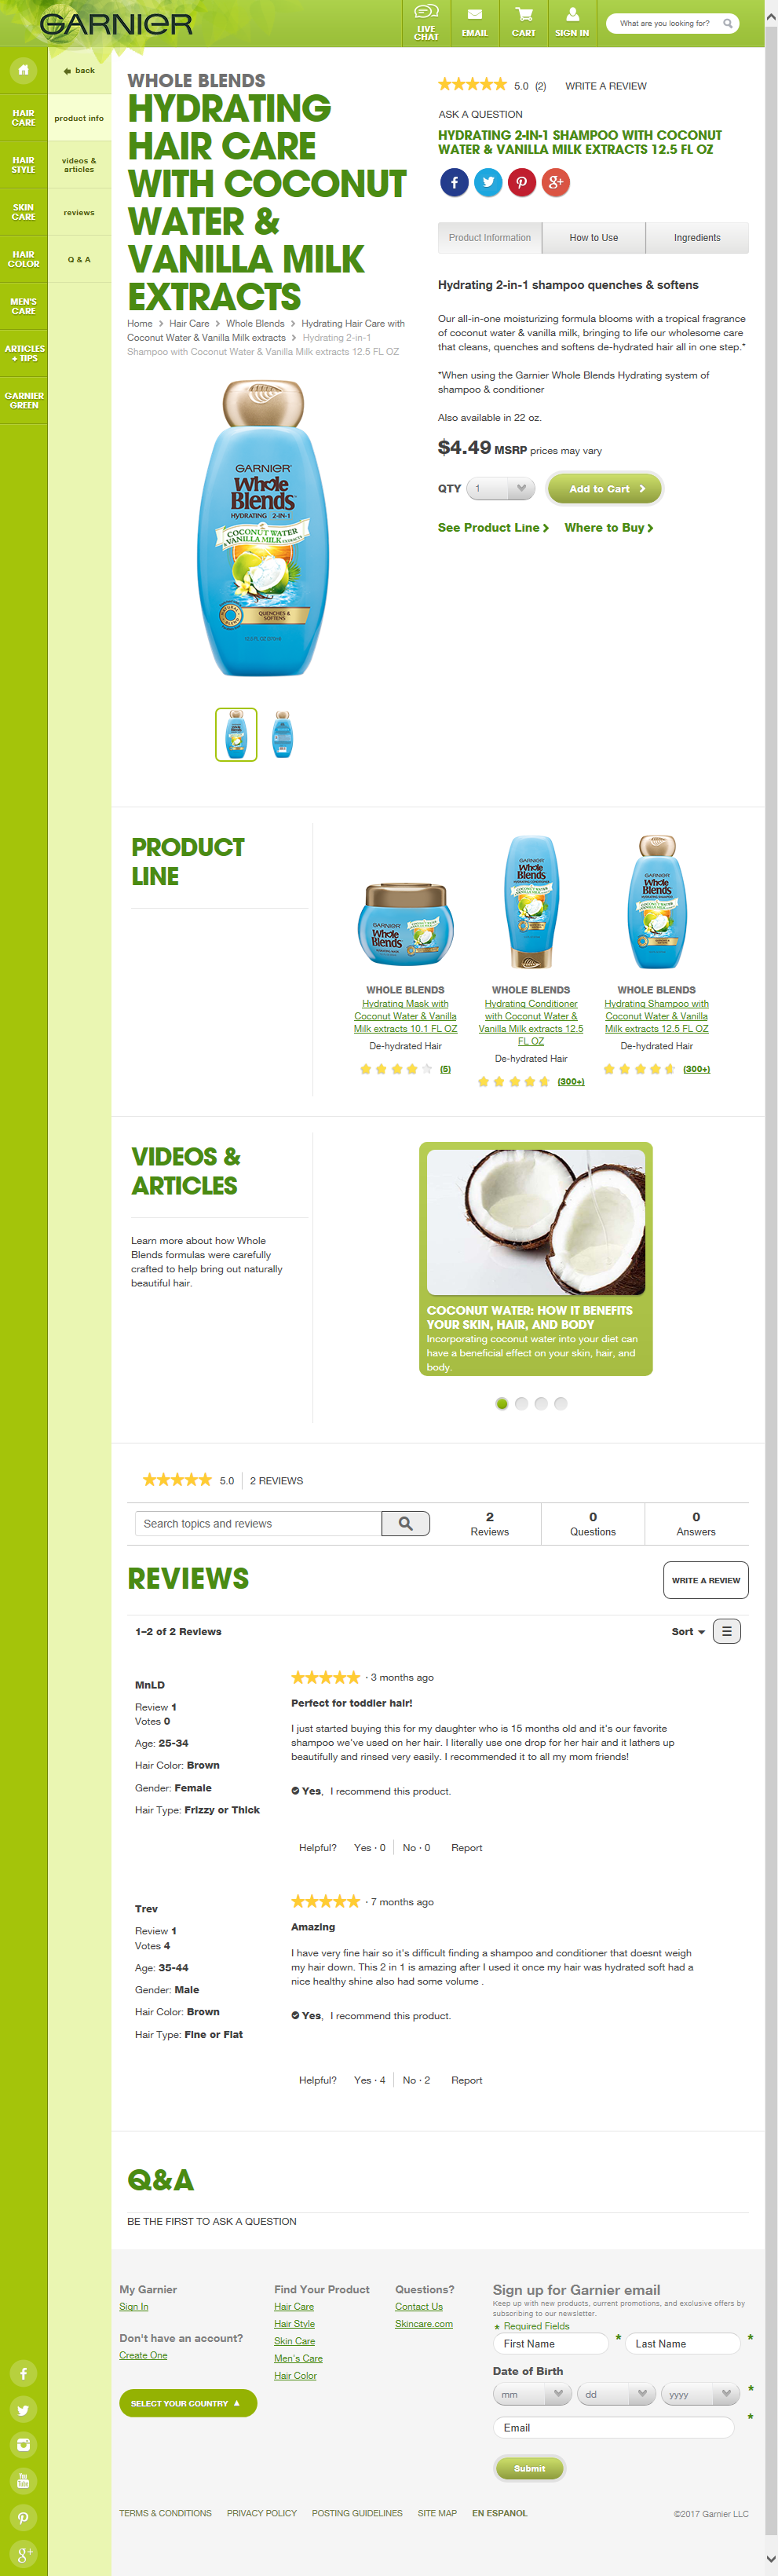 GARNIER
LIVE CHAT
EMAIL
CART
SIGN IN
What are you looking for?
HAIR CARE
HAIR STYLE
SKIN CARE
HAIR COLOR
MEN'S CARE
ARTICLES + TIPS
GARNIER GREEN
back
product info
videos & articles
reviews
Q & A
WHOLE BLENDS
HYDRATING
HAIR CARE
WITH COCONUT
WATER &
VANILLA MILK
EXTRACTS
Home > Hair Care > Whole Blends > Hydrating Hair Care with
Coconut Water & Vanilla Milk extracts > Hydrating 2-in-1
Shampoo with Coconut Water & Vanilla Milk extracts 12.5 FL OZ
GARNIER
Whole
Blends
HYDRATING 2-IN-1
COCONUT WATER
& VANILLA MILK EXTRACTS
QUENCHES &
SOFTENS
5.0 (2) WRITE A REVIEW
ASK A QUESTION
HYDRATING 2-IN-1 SHAMPOO WITH COCONUT
WATER & VANILLA MILK EXTRACTS 12.5 FL OZ
Product Information How to Use Ingredients
Hydrating 2-in-1 shampoo quenches & softens
Our all-in-one moisturizing formula blooms with a tropical fragrance
of coconut water & vanilla milk, bringing to life our wholesome care
that cleans, quenches and softens de-hydrated hair all in one step.*
*When using the Garnier Whole Blends Hydrating system of
shampoo & conditioner
Also available in 22 oz.
$4.49 MSRP prices may vary
QTY 1 Add to Cart
See Product Line Where to Buy
PRODUCT
LINE
GARNIER
Whole
Blends
GARNIER
Whole
Blends
GARNIER
Whole
Blends
WHOLE BLENDS
Hydrating Mask with
Coconut Water & Vanilla
Milk extracts 10.1 FL OZ
De-hydrated Hair
(5)
WHOLE BLENDS
Hydrating Conditioner
with Coconut Water &
Vanilla Milk extracts 12.5
FL OZ
De-hydrated Hair
(300+)
WHOLE BLENDS
Hydrating Shampoo with
Coconut Water & Vanilla
Milk extracts 12.5 FL OZ
De-hydrated Hair
(300+)
VIDEOS &
ARTICLES
Learn more about how Whole
Blends formulas were carefully
crafted to help bring out naturally
beautiful hair.
COCONUT WATER: HOW IT BENEFITS
YOUR SKIN, HAIR, AND BODY
Incorporating coconut water into your diet can
have a beneficial effect on your skin, hair, and
body.
5.0 2 REVIEWS
Search topics and reviews
2
Reviews
0
Questions
0
Answers
REVIEWS
WRITE A REVIEW
1–2 of 2 Reviews
Sort
MnLD
Review 1
Votes 0
Age: 25-34
Hair Color: Brown
Gender: Female
Hair Type: Frizzy or Thick
· 3 months ago
Perfect for toddler hair!
I just started buying this for my daughter who is 15 months old and it's our favorite
shampoo we've used on her hair. I literally use one drop for her hair and it lathers up
beautifully and rinsed very easily. I recommended it to all my mom friends!
Yes, I recommend this product.
Helpful? Yes · 0 No · 0 Report
Trev
Review 1
Votes 4
Age: 35-44
Gender: Male
Hair Color: Brown
Hair Type: Fine or Flat
· 7 months ago
Amazing
I have very fine hair so it's difficult finding a shampoo and conditioner that doesnt weigh
my hair down. This 2 in 1 is amazing after I used it once my hair was hydrated soft had a
nice healthy shine also had some volume .
Yes, I recommend this product.
Helpful? Yes · 4 No · 2 Report
Q&A
BE THE FIRST TO ASK A QUESTION
My Garnier
Sign In
Don't have an account?
Create One
SELECT YOUR COUNTRY
Find Your Product
Hair Care
Hair Style
Skin Care
Men's Care
Hair Color
Questions?
Contact Us
Skincare.com
Sign up for Garnier email
Keep up with new products, current promotions, and exclusive offers by
subscribing to our newsletter.
* Required Fields
First Name * Last Name *
Date of Birth
mm dd yyyy *
Email *
Submit
You Tube
TERMS & CONDITIONS PRIVACY POLICY POSTING GUIDELINES SITE MAP EN ESPANOL ©2017 Garnier LLC